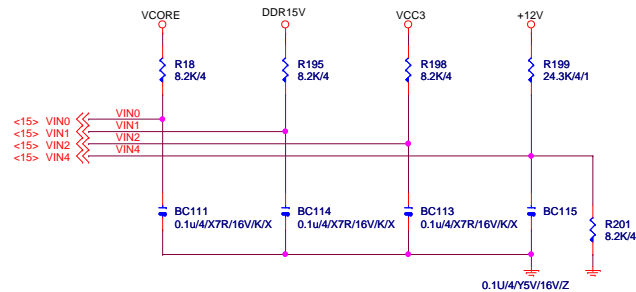 VCORE
DDR15V
VCC3
+12V
R18
8.2K/4
R195
8.2K/4
R198
8.2K/4
R199
24.3K/4/1
<15> VIN0
VIN0
<15> VIN1
VIN1
<15> VIN2
VIN2
<15> VIN4
VIN4
BC111
0.1u/4/X7R/16V/K/X
BC114
0.1u/4/X7R/16V/K/X
BC113
0.1u/4/X7R/16V/K/X
BC115
R201
8.2K/4
0.1U/4/Y5V/16V/Z